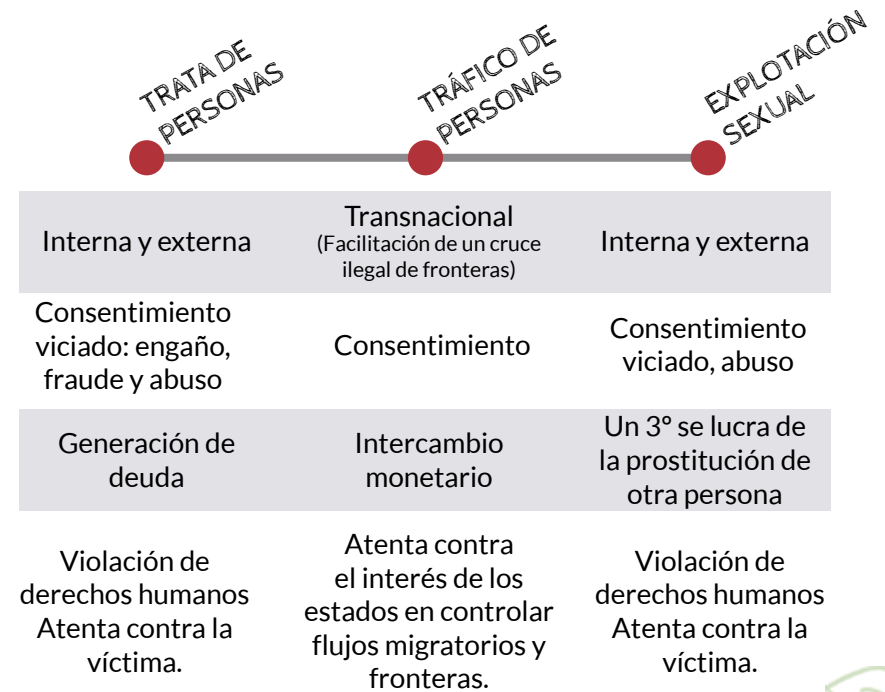 TRATA DE
PERSONAS
TRÁFICO DE
PERSONAS
EXPLOTACIÓN
SEXUAL
Interna y externa
Transnacional
(Facilitación de un cruce
ilegal de fronteras)
Interna y externa
Consentimiento
viciado: engaño,
fraude y abuso
Consentimiento
Consentimiento
viciado, abuso
Generación de
deuda
Intercambio
monetario
Un 3º se lucra de
la prostitución de
otra persona
Violación de
derechos humanos
Atenta contra la
víctima.
Atenta contra
el interés de los
estados en controlar
flujos migratorios y
fronteras.
Violación de
derechos humanos
Atenta contra la
víctima.